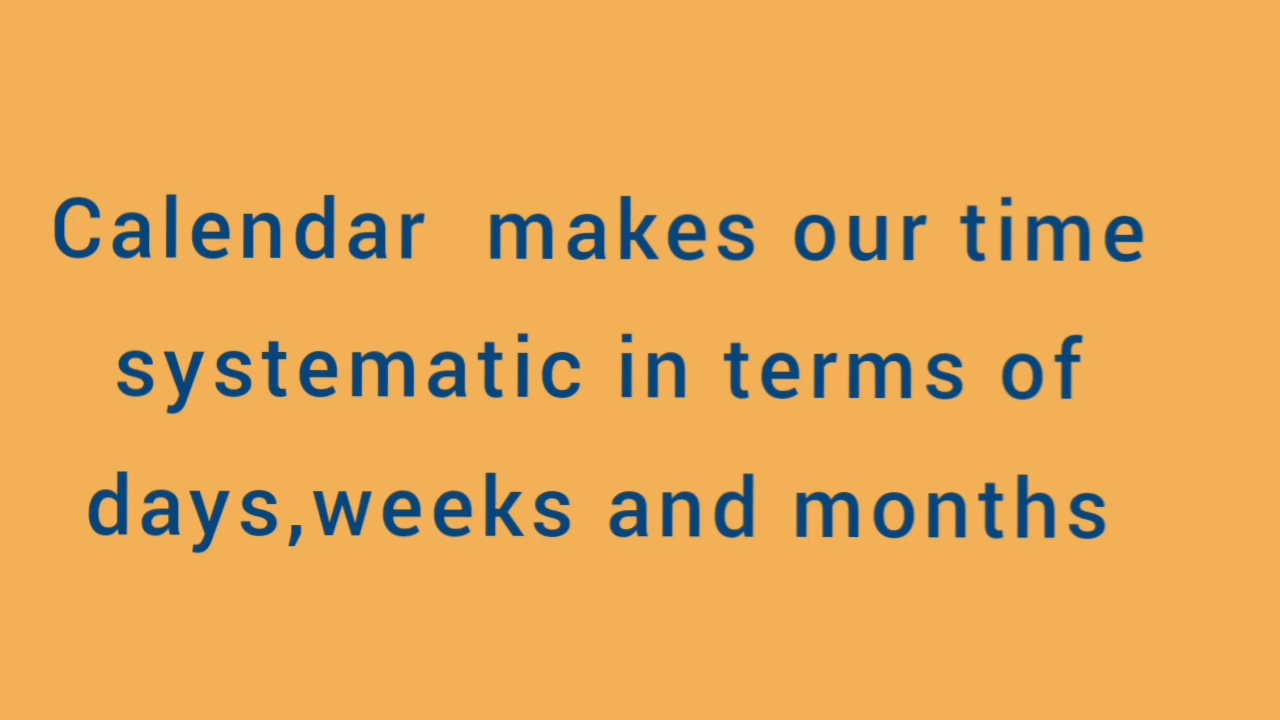 Calendar  makes our time
systematic in terms of
days,weeks and months